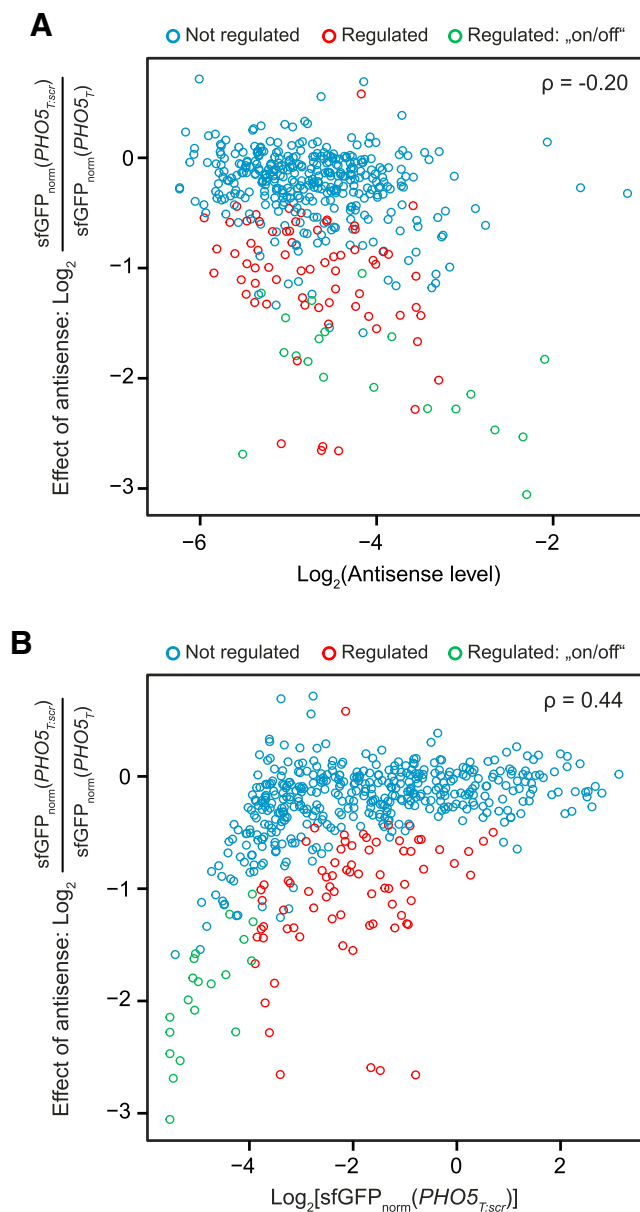 A
Not regulated Regulated Regulated: „on/off“
ρ = -0.20
Effect of antisense: Log2 sfGFPnorm(PHO5T:scr)
sfGFPnorm(PHO5T)
0
−1
−2
−3
−6 −4 −2
Log2(Antisense level)
B
Not regulated Regulated Regulated: „on/off“
ρ = 0.44
Effect of antisense: Log2 sfGFPnorm(PHO5T:scr)
sfGFPnorm(PHO5T)
0
−1
−2
−3
−4 −2 0 2
Log2[sfGFPnorm(PHO5T:scr)]